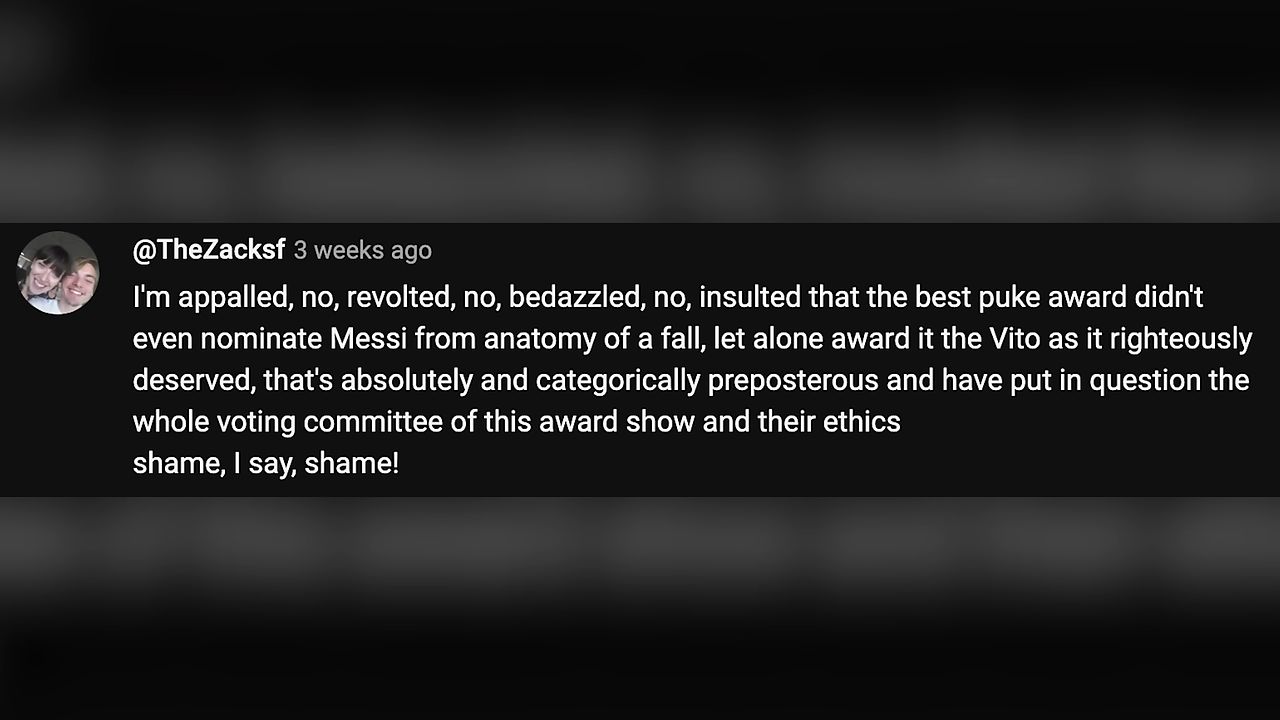 @TheZacksf 3 weeks ago
I'm appalled, no, revolted, no, bedazzled, no, insulted that the best puke award didn't
even nominate Messi from anatomy of a fall, let alone award it the Vito as it righteously
deserved, that's absolutely and categorically preposterous and have put in question the
whole voting committee of this award show and their ethics
shame, I say, shame!